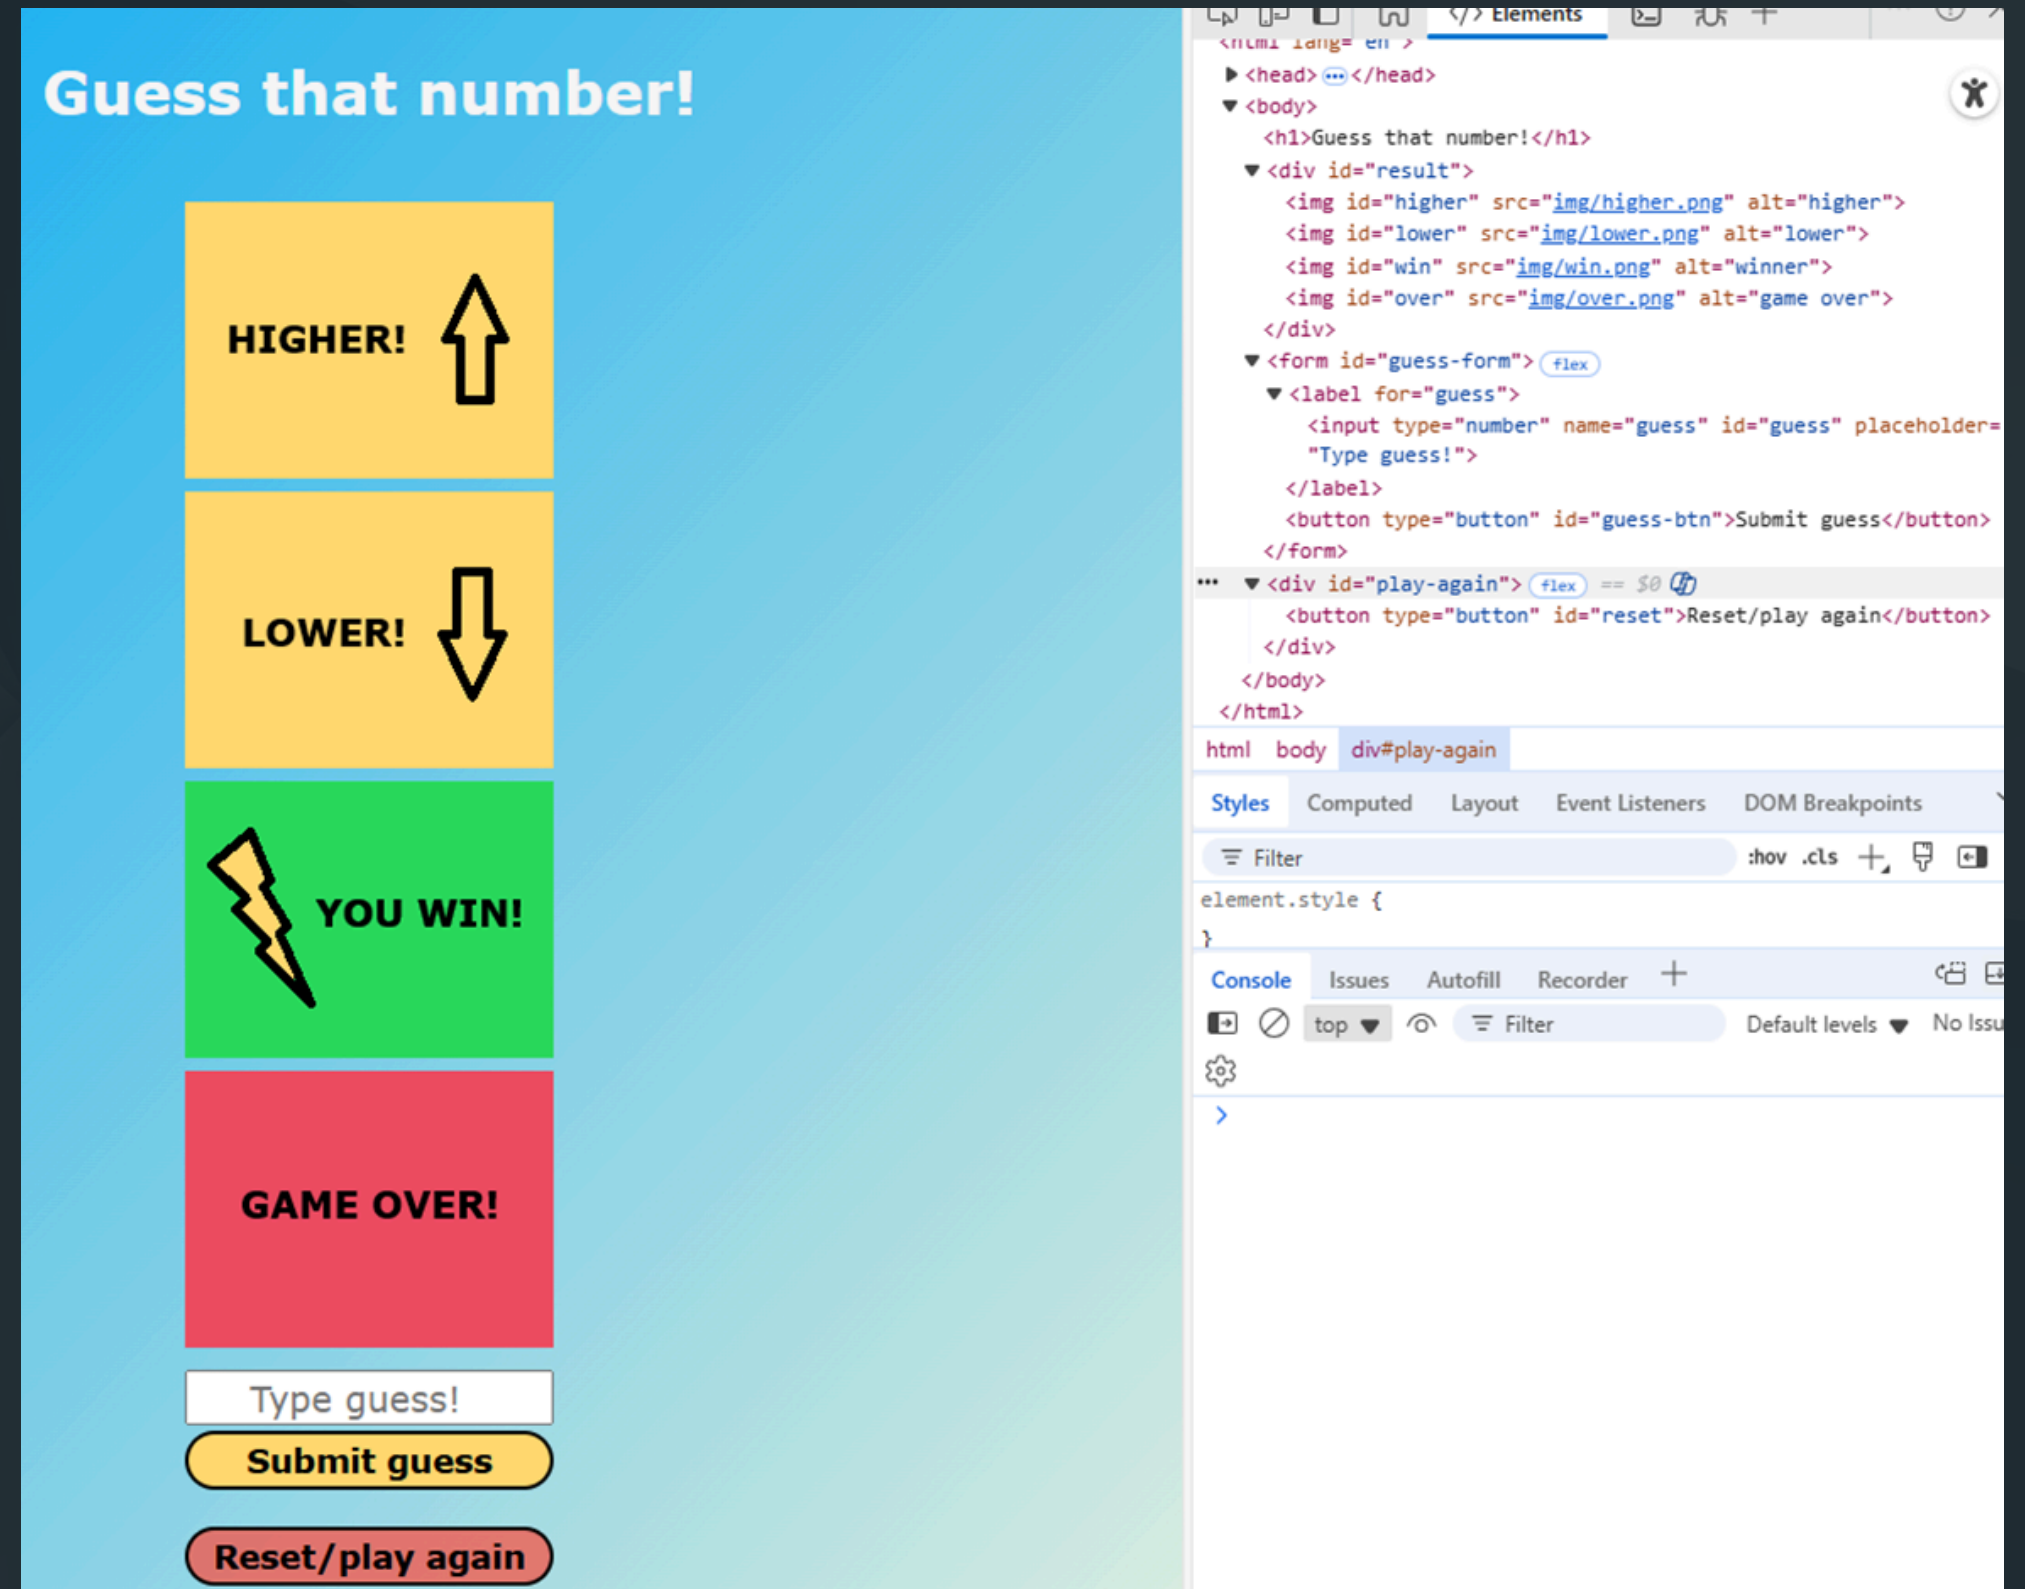 Guess that number!
HIGHER!
LOWER!
YOU WIN!
GAME OVER!
Type guess!
Submit guess
Reset/play again
</> Elements
<html lang="en">
<head> ••• </head>
<body>
<h1>Guess that number!</h1>
<div id="result">
<img id="higher" src="img/higher.png" alt="higher">
<img id="lower" src="img/lower.png" alt="lower">
<img id="win" src="img/win.png" alt="winner">
<img id="over" src="img/over.png" alt="game over">
</div>
<form id="guess-form"> flex
<label for="guess">
<input type="number" name="guess" id="guess" placeholder=
"Type guess!">
</label>
<button type="button" id="guess-btn">Submit guess</button>
</form>
••• <div id="play-again"> flex == $0
<button type="button" id="reset">Reset/play again</button>
</div>
</body>
</html>
html body div#play-again
Styles Computed Layout Event Listeners DOM Breakpoints
Filter :hov .cls
element.style {
}
Console Issues Autofill Recorder
top Filter Default levels No Issu